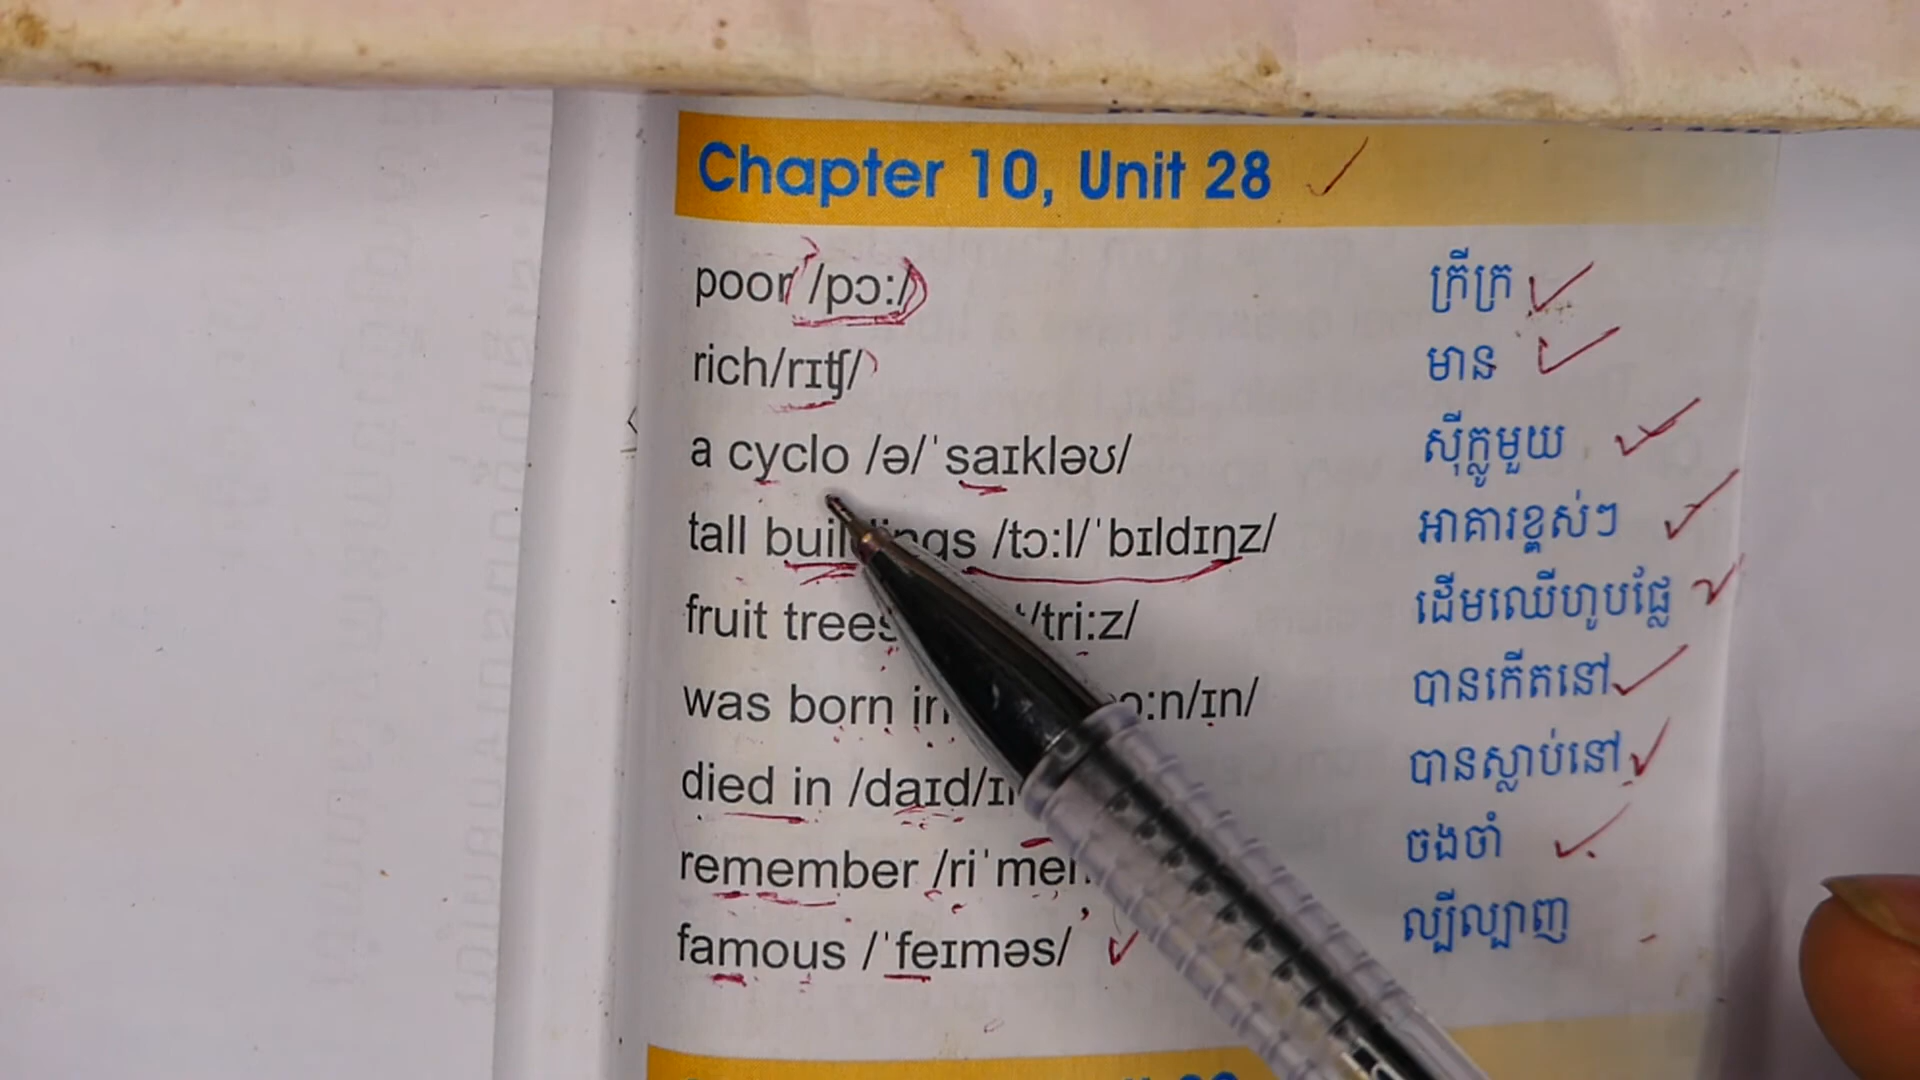 Chapter 10, Unit 28
poor /pɔ:/ ក្រីក្រ
rich/rɪʧ/ មាន
a cyclo /ə/ˈsaɪkləʊ/ ស៊ីក្លូមួយ
tall buildings /tɔ:l/ˈbɪldɪŋz/ អាគារខ្ពស់ៗ
fruit trees /tri:z/ ដើមឈើហូបផ្លែ
was born in ɔ:n/ɪn/ បានកើតនៅ
died in /daɪd/ɪ បានស្លាប់នៅ
remember /riˈme ចងចាំ
famous /ˈfeɪməs/ ល្បីល្បាញ